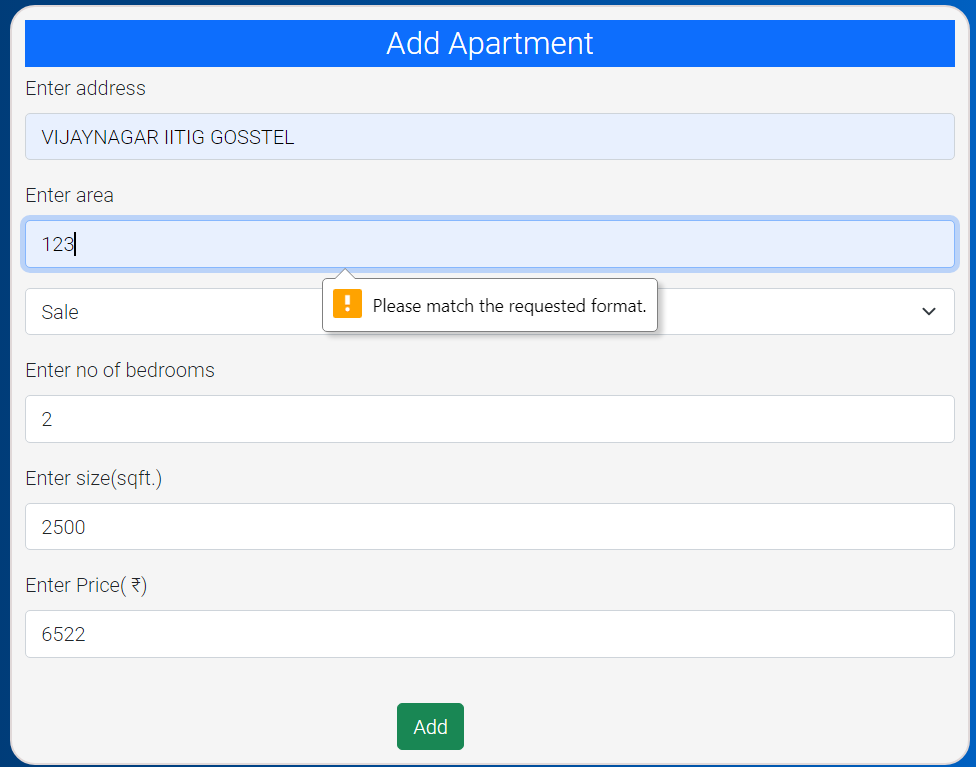 Add Apartment
Enter address
VIJAYNAGAR IITIG GOSSTEL
Enter area
123
Please match the requested format.
Sale
Enter no of bedrooms
2
Enter size(sqft.)
2500
Enter Price( ₹)
6522
Add